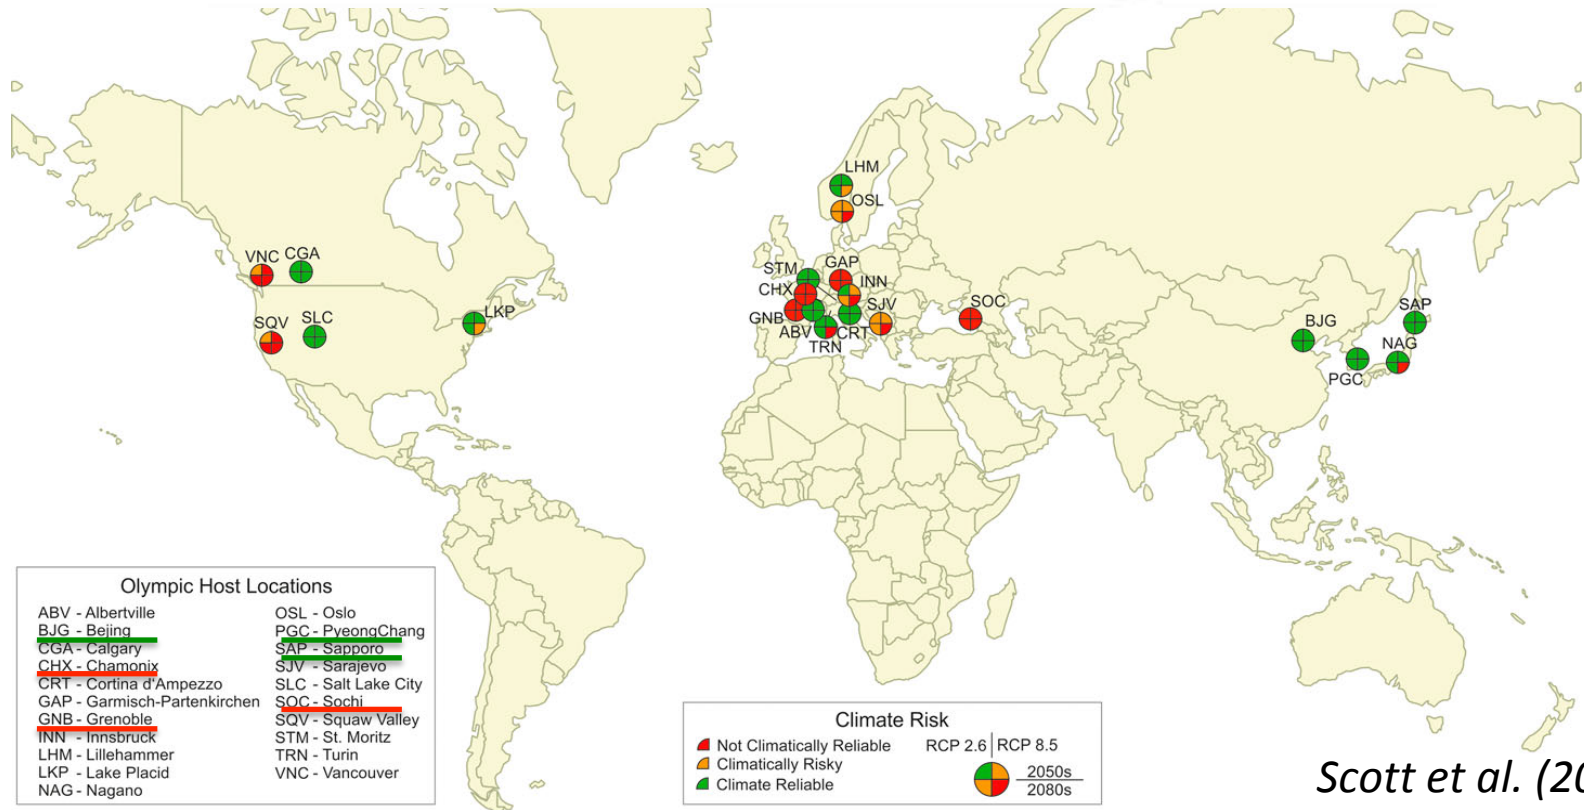 LHM
OSL
VNC CGA
STM
GAP
CHX
INN
SQV
SLC
LKP
GNB
SJV
SOC
SAP
ABV
CRT
TRN
BJG
NAG
PGC
Olympic Host Locations
ABV - Albertville
BJG - Bejing
CGA - Calgary
CHX - Chamonix
CRT - Cortina d'Ampezzo
GAP - Garmisch-Partenkirchen
GNB - Grenoble
INN - Innsbruck
LHM - Lillehammer
LKP - Lake Placid
NAG - Nagano
OSL - Oslo
PGC - PyeongChang
SAP - Sapporo
SJV - Sarajevo
SLC - Salt Lake City
SOC - Sochi
SQV - Squaw Valley
STM - St. Moritz
TRN - Turin
VNC - Vancouver
Climate Risk
Not Climatically Reliable
Climatically Risky
Climate Reliable
RCP 2.6 | RCP 8.5
2050s
2080s
Scott et al. (20